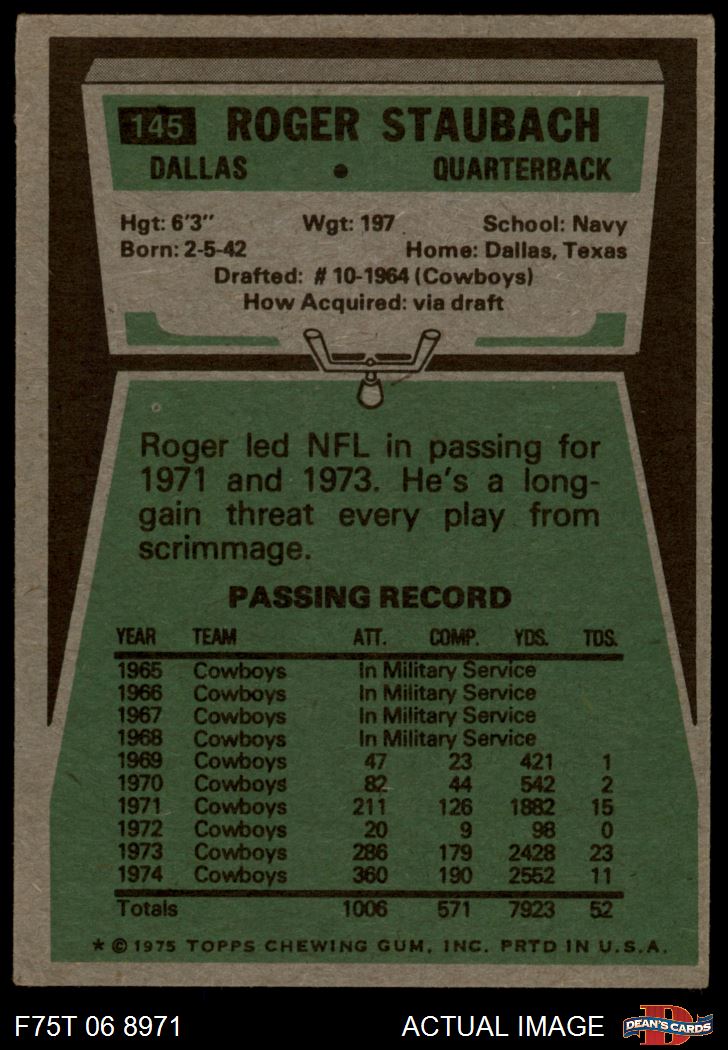 145 ROGER STAUBACH
DALLAS • QUARTERBACK
Hgt: 6'3" Wgt: 197 School: Navy
Born: 2-5-42 Home: Dallas, Texas
Drafted: #10-1964 (Cowboys)
How Acquired: via draft
Roger led NFL in passing for
1971 and 1973. He's a long-
gain threat every play from
scrimmage.
PASSING RECORD
YEAR TEAM ATT. COMP. YDS. TDS.
1965 Cowboys In Military Service
1966 Cowboys In Military Service
1967 Cowboys In Military Service
1968 Cowboys In Military Service
1969 Cowboys 47 23 421 1
1970 Cowboys 82 44 542 2
1971 Cowboys 211 126 1882 15
1972 Cowboys 20 9 98 0
1973 Cowboys 286 179 2428 23
1974 Cowboys 360 190 2552 11
Totals 1006 571 7923 52
* © 1975 TOPPS CHEWING GUM, INC. PRTD IN U.S.A.
F75T 06 8971 ACTUAL IMAGE D DEAN'S CARDS